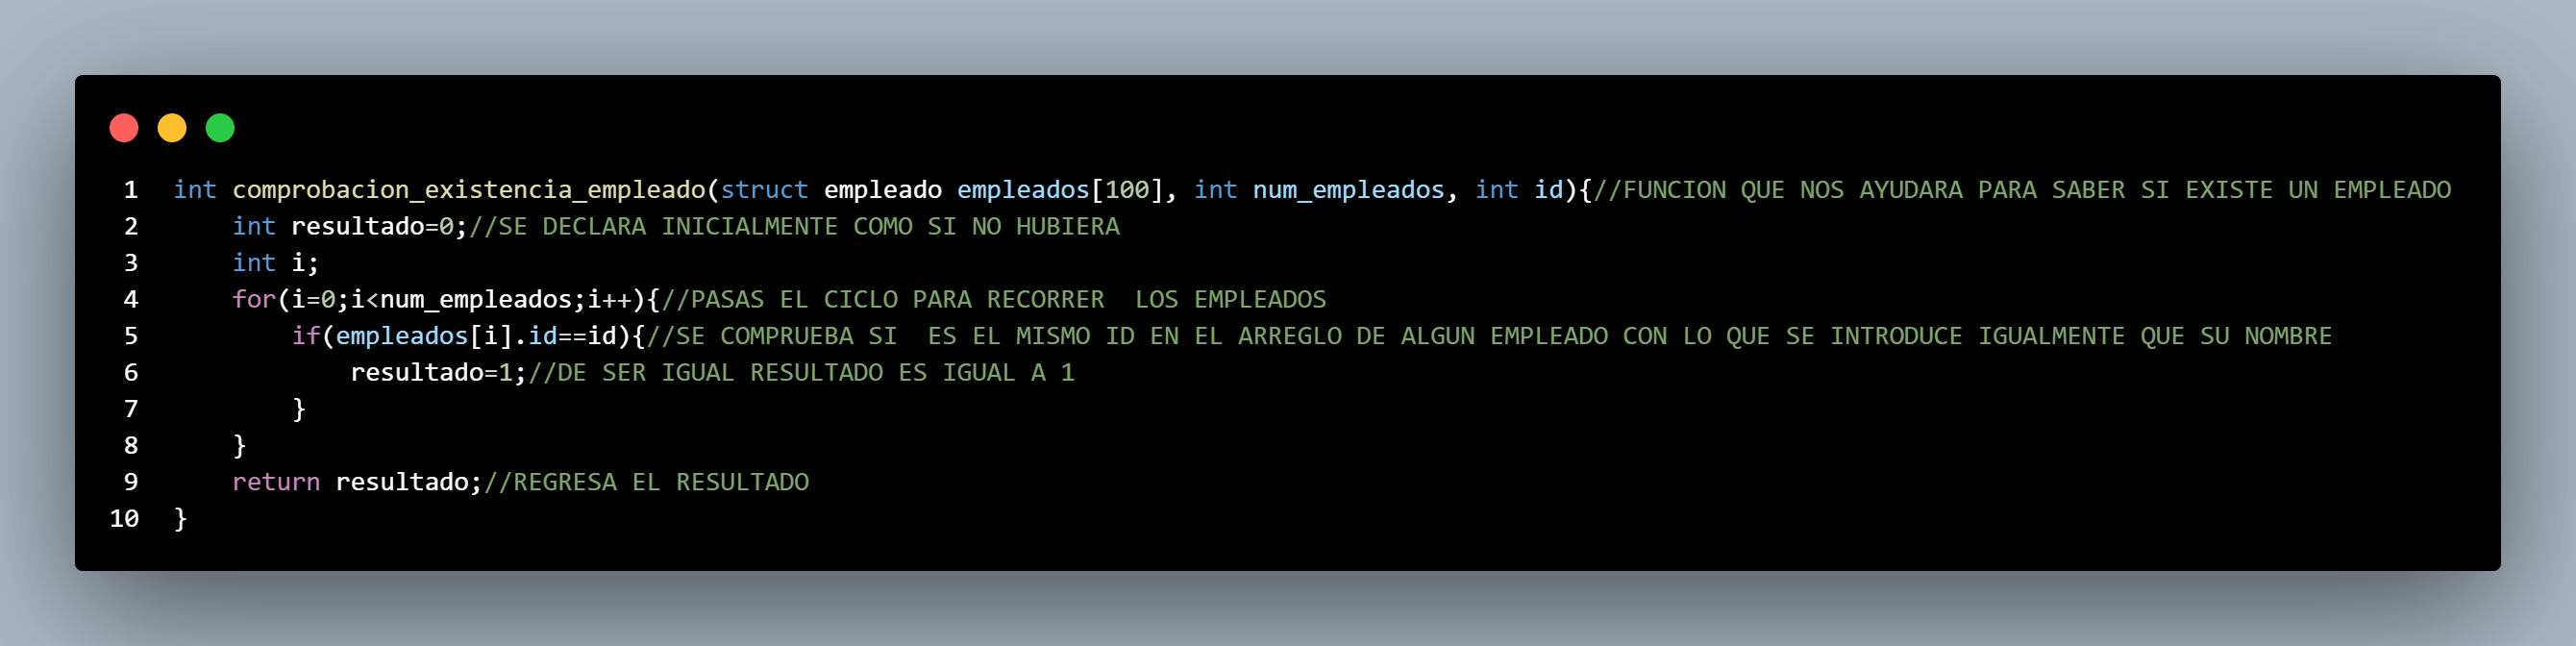 1 int comprobacion_existencia_empleado(struct empleado empleados[100], int num_empleados, int id){//FUNCION QUE NOS AYUDARA PARA SABER SI EXISTE UN EMPLEADO
2     int resultado=0;//SE DECLARA INICIALMENTE COMO SI NO HUBIERA
3     int i;
4     for(i=0;i<num_empleados;i++){//PASAS EL CICLO PARA RECORRER  LOS EMPLEADOS
5         if(empleados[i].id==id){//SE COMPRUEBA SI  ES EL MISMO ID EN EL ARREGLO DE ALGUN EMPLEADO CON LO QUE SE INTRODUCE IGUALMENTE QUE SU NOMBRE
6             resultado=1;//DE SER IGUAL RESULTADO ES IGUAL A 1
7         }
8     }
9     return resultado;//REGRESA EL RESULTADO
10 }